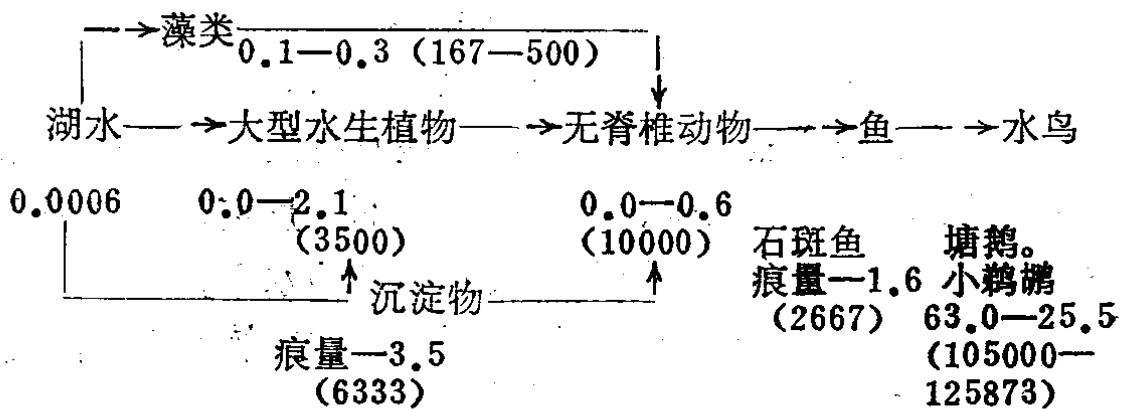 藻类
0.1—0.3 (167—500)
湖水 大型水生植物 无脊椎动物 鱼 水鸟
0.0006 0.0—2.1 0.0—0.6
(3500) (10000) 石斑鱼 塘鹅。
沉淀物 痕量—1.6 小鹈鹕
(2667) 63.0—25.5
痕量—3.5 (105000—
(6333) 125873)